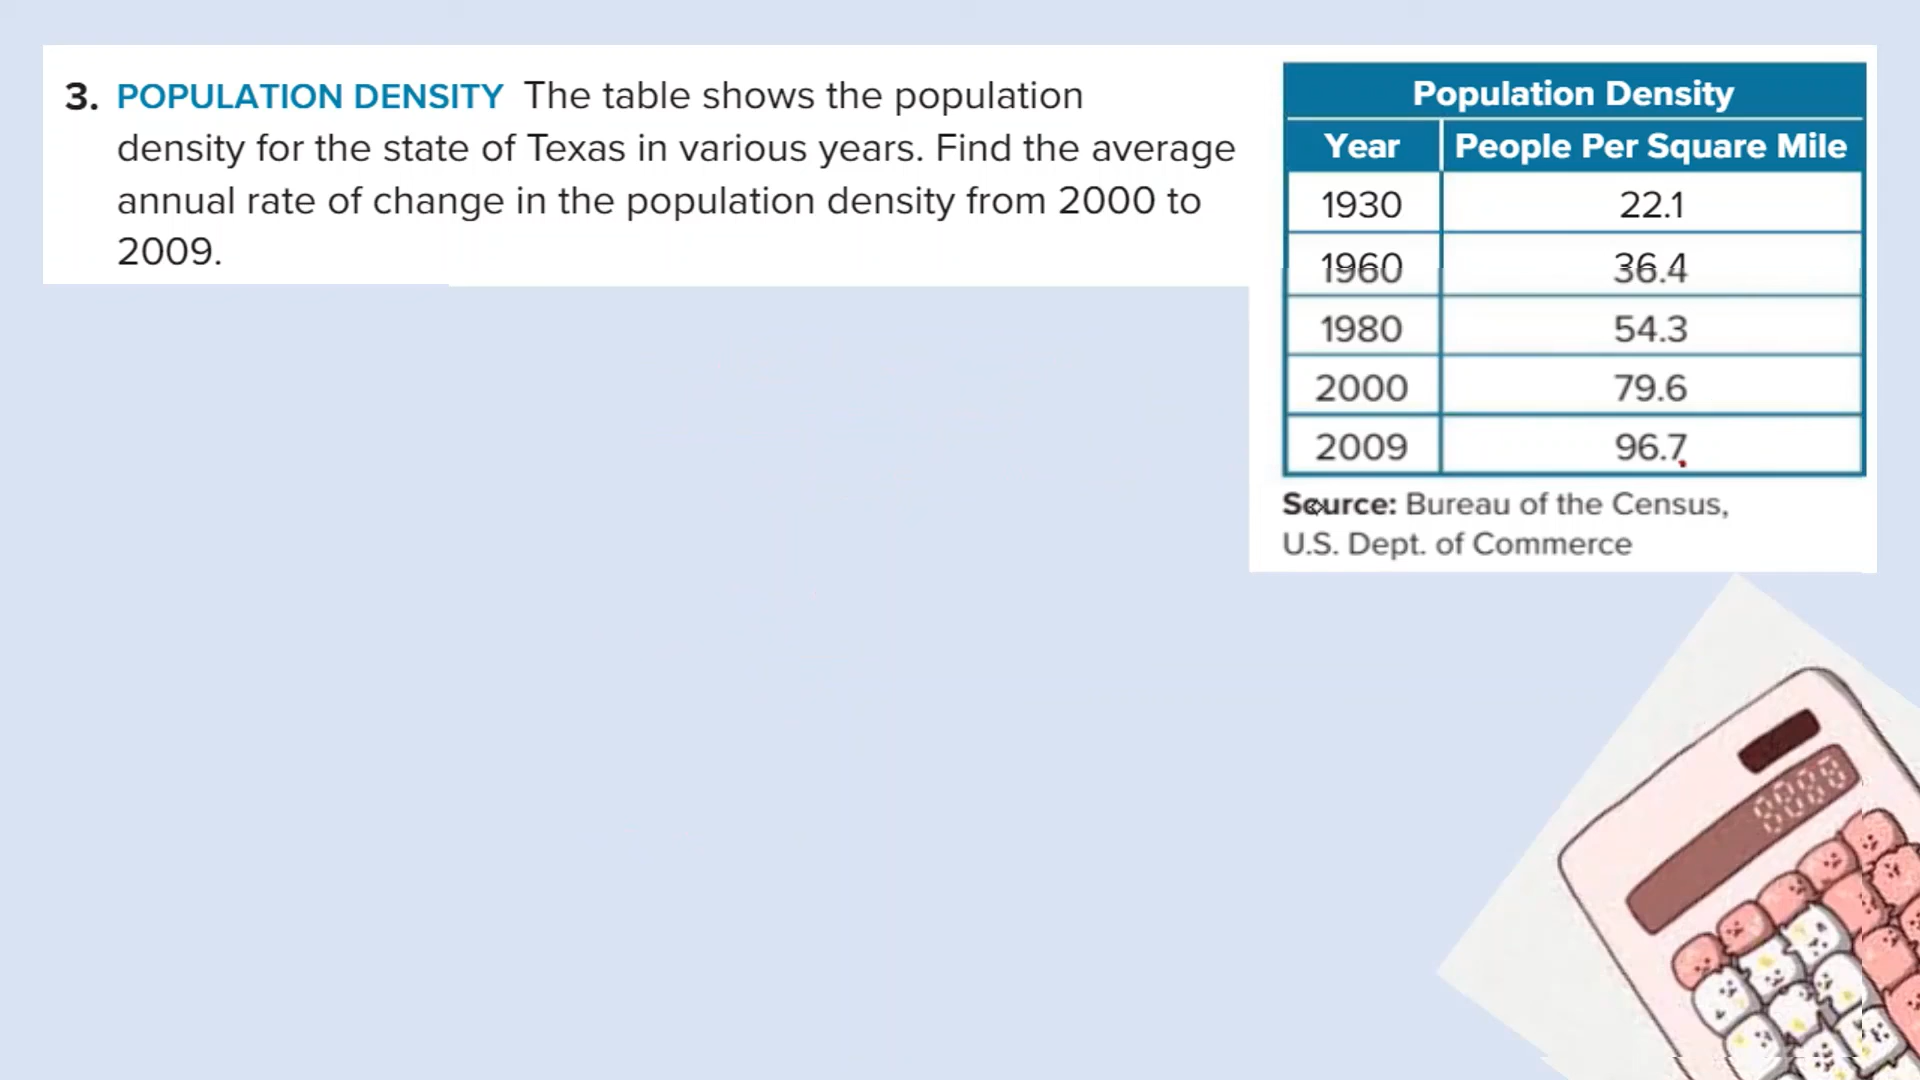 3. POPULATION DENSITY The table shows the population
density for the state of Texas in various years. Find the average
annual rate of change in the population density from 2000 to
2009.
Population Density
Year People Per Square Mile
1930 22.1
1960 36.4
1980 54.3
2000 79.6
2009 96.7
Source: Bureau of the Census,
U.S. Dept. of Commerce
8888